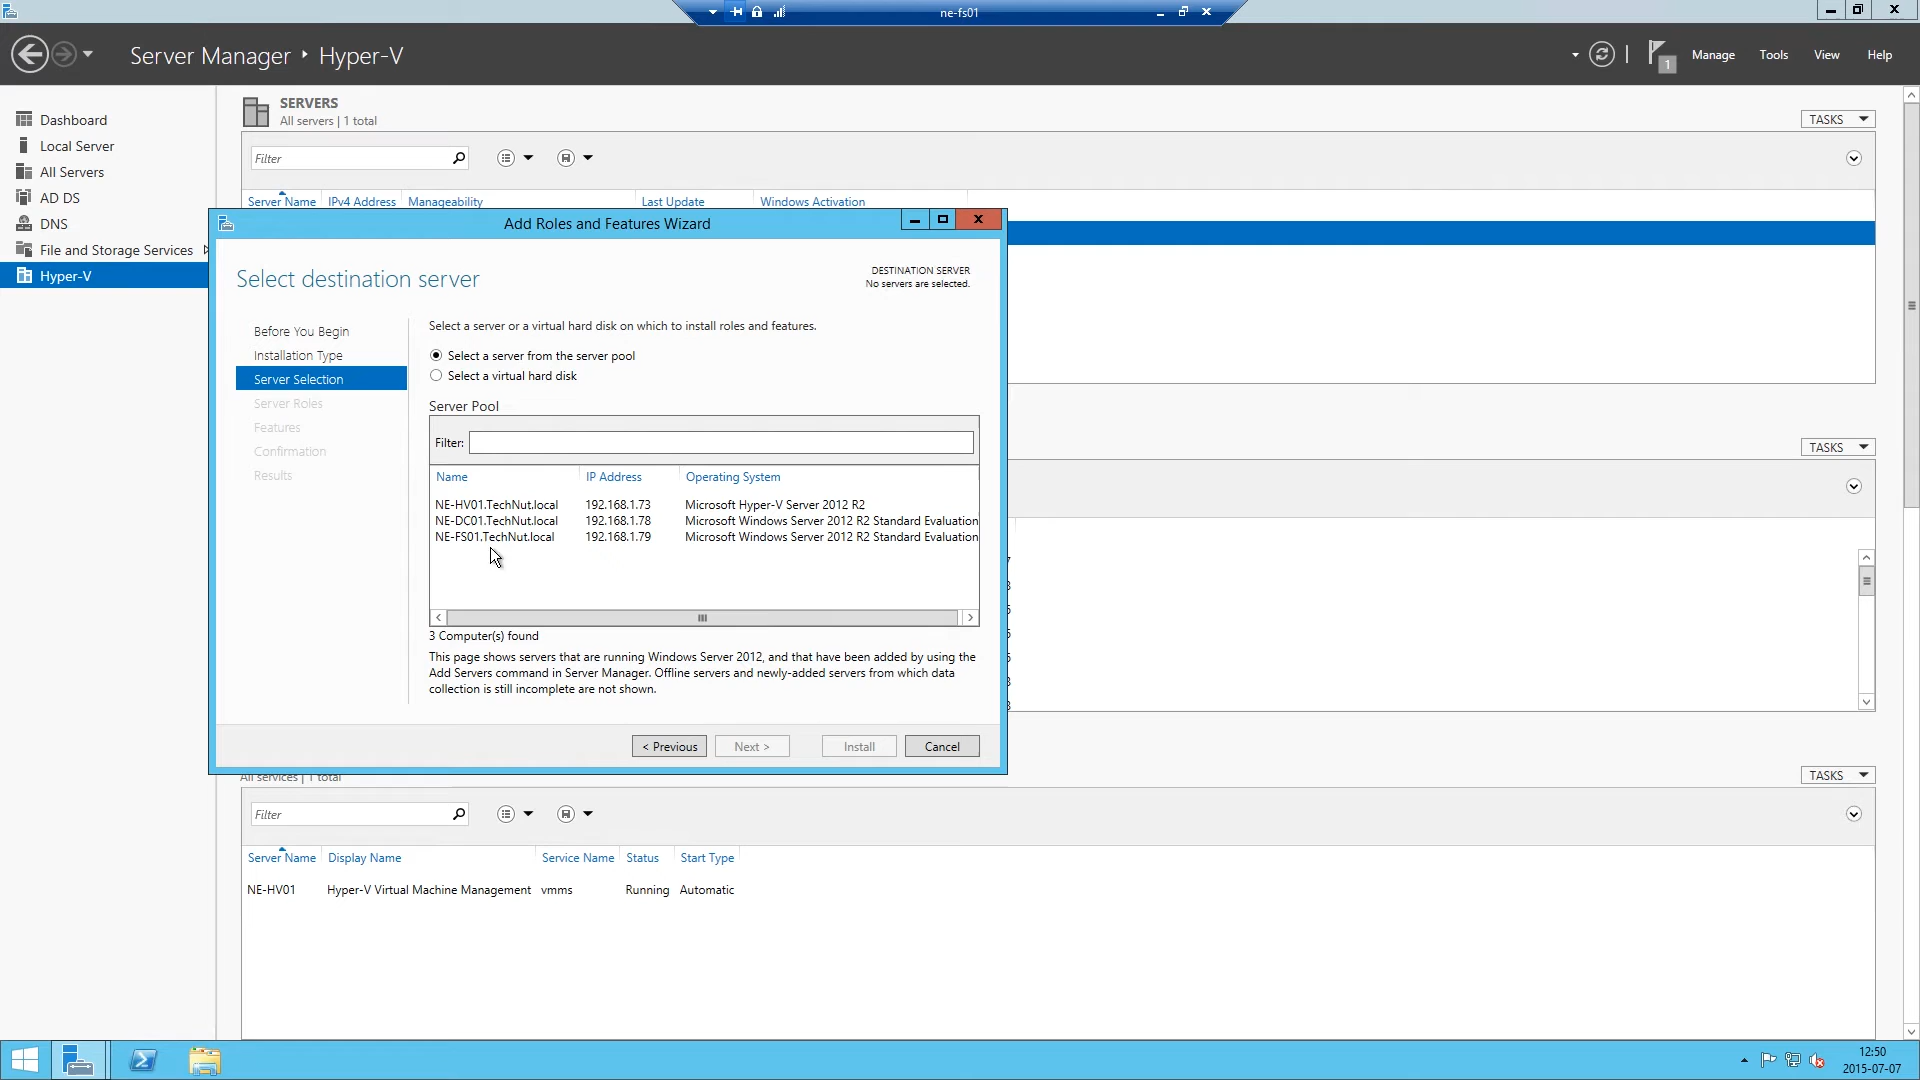 ne-fs01
Server Manager ‣ Hyper-V
1
Manage
Tools
View
Help
Dashboard
Local Server
All Servers
AD DS
DNS
File and Storage Services
Hyper-V
SERVERS
All servers | 1 total
TASKS
Filter
Server Name
IPv4 Address
Manageability
Last Update
Windows Activation
Add Roles and Features Wizard
Select destination server
DESTINATION SERVER
No servers are selected.
Before You Begin
Installation Type
Server Selection
Server Roles
Features
Confirmation
Results
Select a server or a virtual hard disk on which to install roles and features.
Select a server from the server pool
Select a virtual hard disk
Server Pool
Filter:
Name IP Address Operating System
NE-HV01.TechNut.local 192.168.1.73 Microsoft Hyper-V Server 2012 R2
NE-DC01.TechNut.local 192.168.1.78 Microsoft Windows Server 2012 R2 Standard Evaluation
NE-FS01.TechNut.local 192.168.1.79 Microsoft Windows Server 2012 R2 Standard Evaluation
3 Computer(s) found
This page shows servers that are running Windows Server 2012, and that have been added by using the
Add Servers command in Server Manager. Offline servers and newly-added servers from which data
collection is still incomplete are not shown.
< Previous
Next >
Install
Cancel
TASKS
All services | 1 total
TASKS
Filter
Server Name Display Name Service Name Status Start Type
NE-HV01 Hyper-V Virtual Machine Management vmms Running Automatic
12:50
2015-07-07